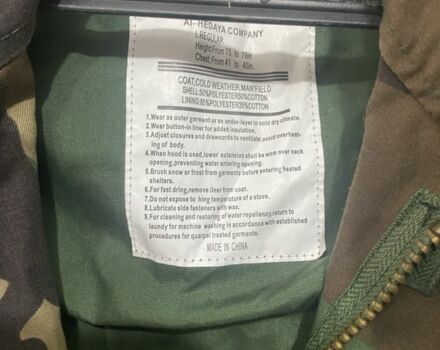 Al-HEDAYA COMPANY
L REGULAR
Height:From 75 to 79in
Chest:From 41 to 45in.
COAT,COLD WEATHER,MAN'FIELD
SHELL:50%POLYESTER50%COTTON
LINING:65%POLYESTER35%COTTON
1.Wear as outer garment or as under-layer in cold dry climate.
2.Wear button-in liner for added insulation.
3.Adjust closures and drawcords to ventilate,avoid overheat-
ing of body.
4.When hood is used,lower extension shall be worn over neck
opening,preventing water entering opening.
5.Brush snow or frost from garments before entering heated
shelters.
6.For fast dring,remove liner from coat.
7.Do not expose to hing temperature of a stove.
8.Lubricate side fasteners with wax.
9.For cleaning and restoring of water repellency,return to
laundy for machine washing in accordance with established
procedures for quarpel treated garments.
MADE IN CHINA